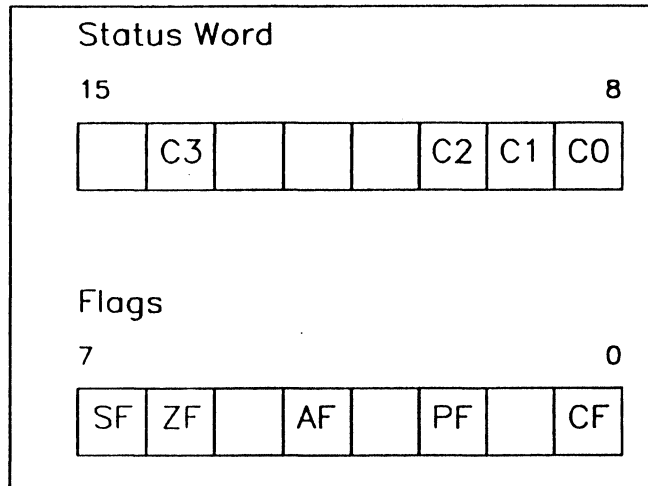 Status Word
15 8
C3 C2 C1 C0
Flags
7 0
SF ZF AF PF CF